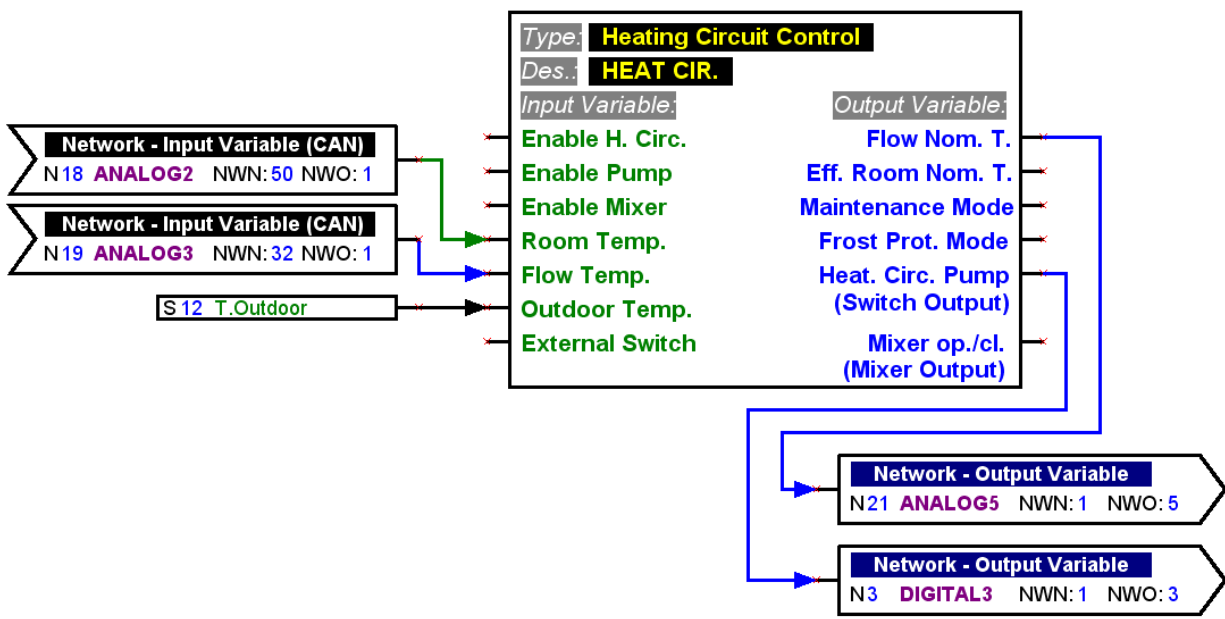 Type: Heating Circuit Control
Des.: HEAT CIR.
Input Variable: Output Variable:
Enable H. Circ. Flow Nom. T.
Network - Input Variable (CAN)
N 18 ANALOG2 NWN: 50 NWO: 1
Enable Pump Eff. Room Nom. T.
Enable Mixer Maintenance Mode
Network - Input Variable (CAN)
N 19 ANALOG3 NWN: 32 NWO: 1
Room Temp. Frost Prot. Mode
Flow Temp. Heat. Circ. Pump
(Switch Output)
S 12 T.Outdoor
Outdoor Temp.
External Switch Mixer op./cl.
(Mixer Output)
Network - Output Variable
N 21 ANALOG5 NWN: 1 NWO: 5
Network - Output Variable
N 3 DIGITAL3 NWN: 1 NWO: 3